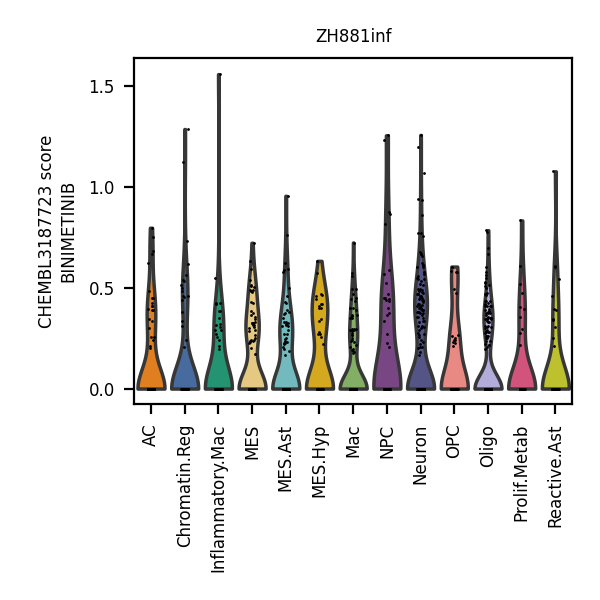 ZH881inf
CHEMBL3187723 score
BINIMETINIB
1.5
1.0
0.5
0.0
AC
Chromatin.Reg
Inflammatory.Mac
MES
MES.Ast
MES.Hyp
Mac
NPC
Neuron
OPC
Oligo
Prolif.Metab
Reactive.Ast